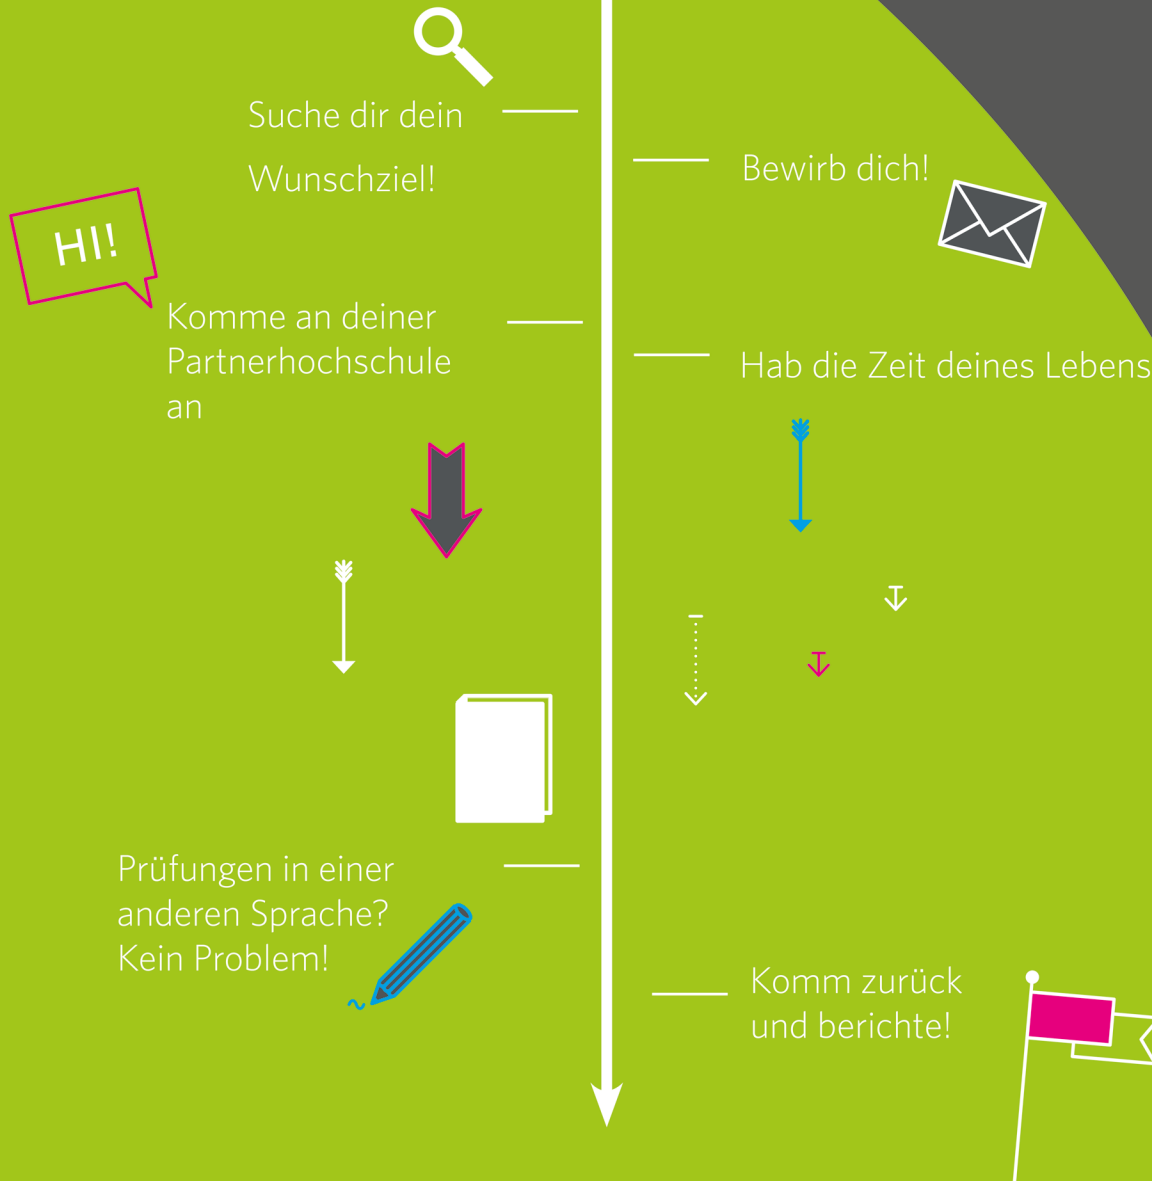 Suche dir dein
Wunschziel!
Bewirb dich!
HI!
Komme an deiner
Partnerhochschule
an
Hab die Zeit deines Lebens
Prüfungen in einer
anderen Sprache?
Kein Problem!
Komm zurück
und berichte!